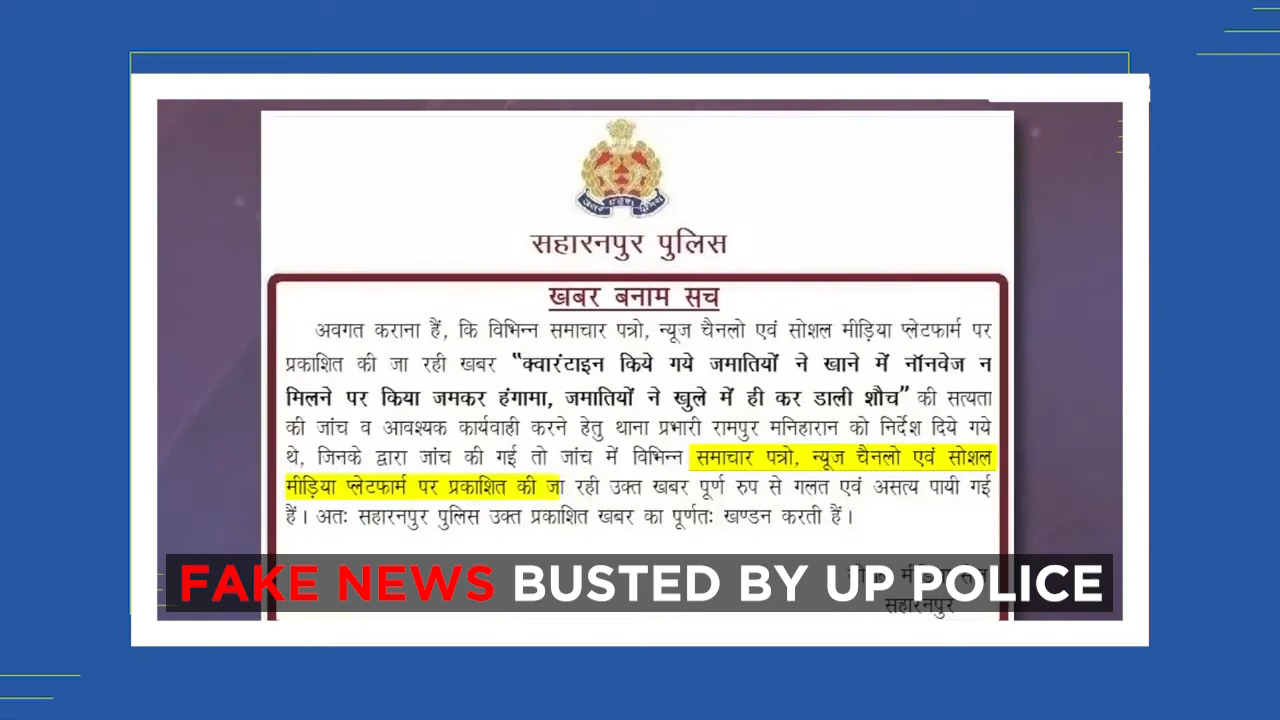 उत्तर प्रदेश पुलिस
सहारनपुर पुलिस
खबर बनाम सच
अवगत कराना हैं, कि विभिन्न समाचार पत्रो, न्यूज चैनलो एवं सोशल मीड़िया प्लेटफार्म पर
प्रकाशित की जा रही खबर "क्वारंटाइन किये गये जमातियों ने खाने में नॉनवेज न
मिलने पर किया जमकर हंगामा, जमातियों ने खुले में ही कर डाली शौच" की सत्यता
की जांच व आवश्यक कार्यवाही करने हेतु थाना प्रभारी रामपुर मनिहारान को निर्देश दिये गये
थे, जिनके द्वारा जांच की गई तो जांच में विभिन्न समाचार पत्रो, न्यूज चैनलो एवं सोशल
मीड़िया प्लेटफार्म पर प्रकाशित की जा रही उक्त खबर पूर्ण रुप से गलत एवं असत्य पायी गई
हैं। अतः सहारनपुर पुलिस उक्त प्रकाशित खबर का पूर्णतः खण्डन करती हैं।
FAKE NEWS BUSTED BY UP POLICE
सहारनपुर